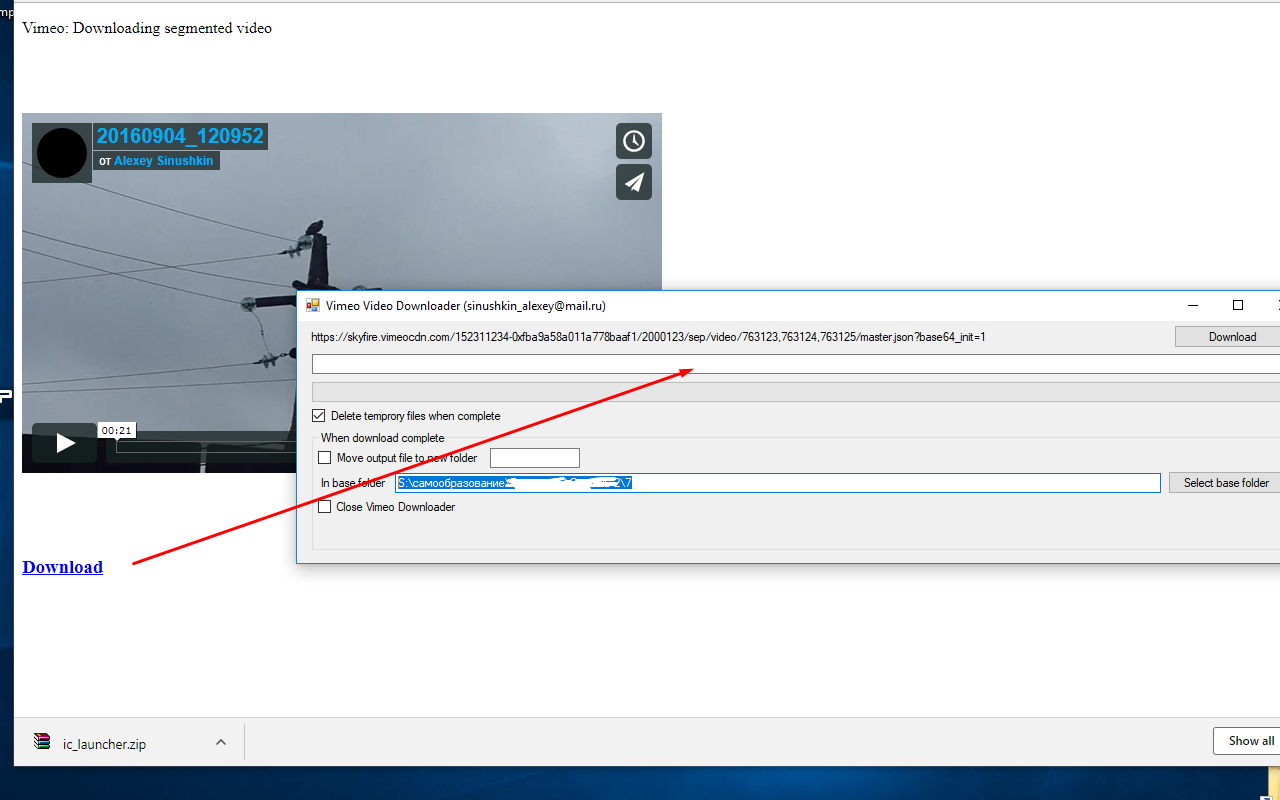 mp
Vimeo: Downloading segmented video
20160904_120952
от Alexey Sinushkin
00:21
Vimeo Video Downloader (sinushkin_alexey@mail.ru)
https://skyfire.vimeocdn.com/152311234-0xfba9a58a011a778baaf1/2000123/sep/video/763123,763124,763125/master.json?base64_init=1
Download
Delete temprory files when complete
When download complete
Move output file to new folder
In base folder S:\самообразование\ 2\7
Select base folder
Close Vimeo Downloader
Download
P
ic_launcher.zip
Show all